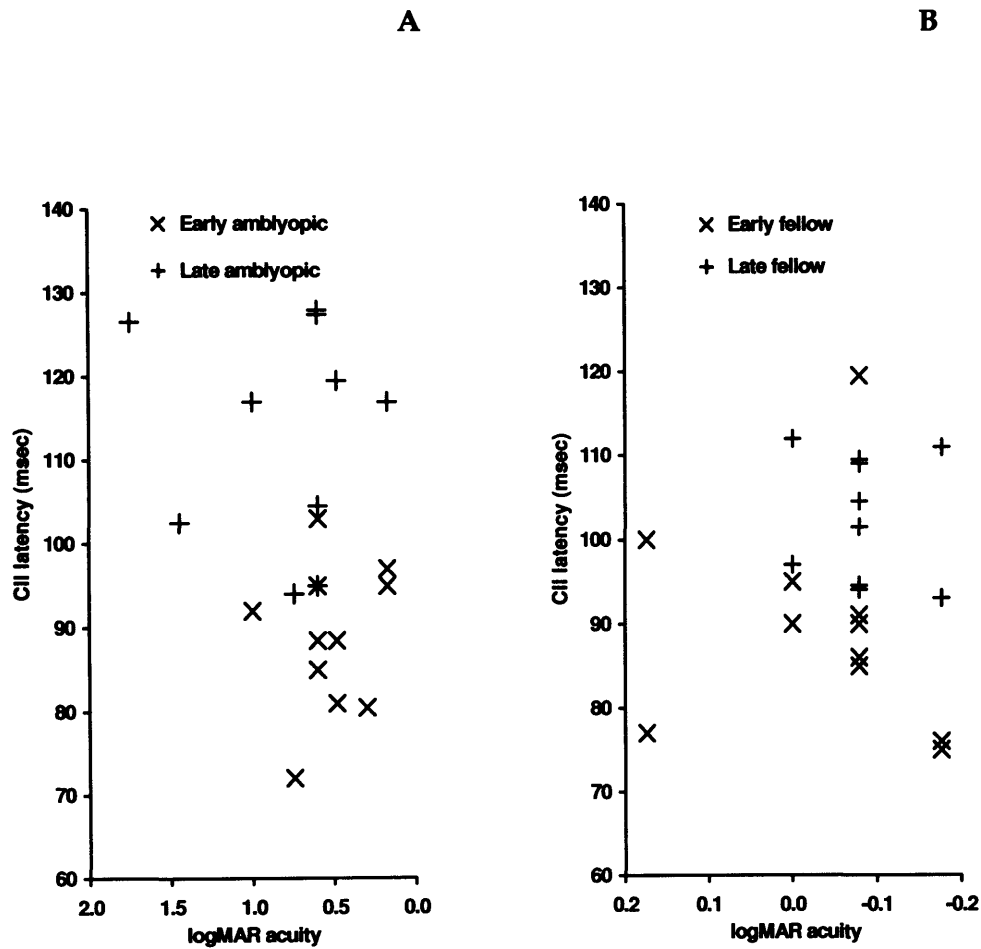 A
B
140
130
120
110
100
90
80
70
60
CII latency (msec)
× Early amblyopic
+ Late amblyopic
2.0 1.5 1.0 0.5 0.0
logMAR acuity
140
130
120
110
100
90
80
70
60
CII latency (msec)
× Early fellow
+ Late fellow
0.2 0.1 0.0 -0.1 -0.2
logMAR acuity